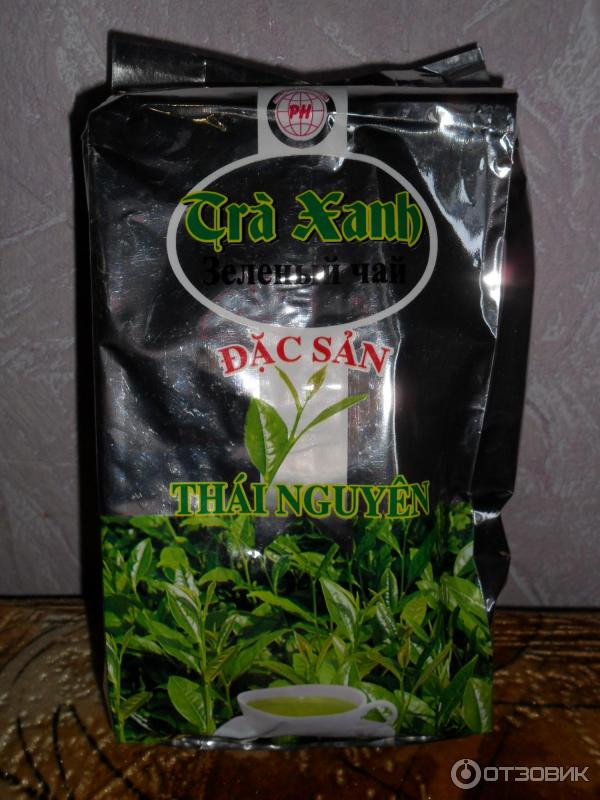 PH
Trà Xanh
Зеленый чай
ĐẶC SẢN
THÁI NGUYÊN
ОТЗОВИК